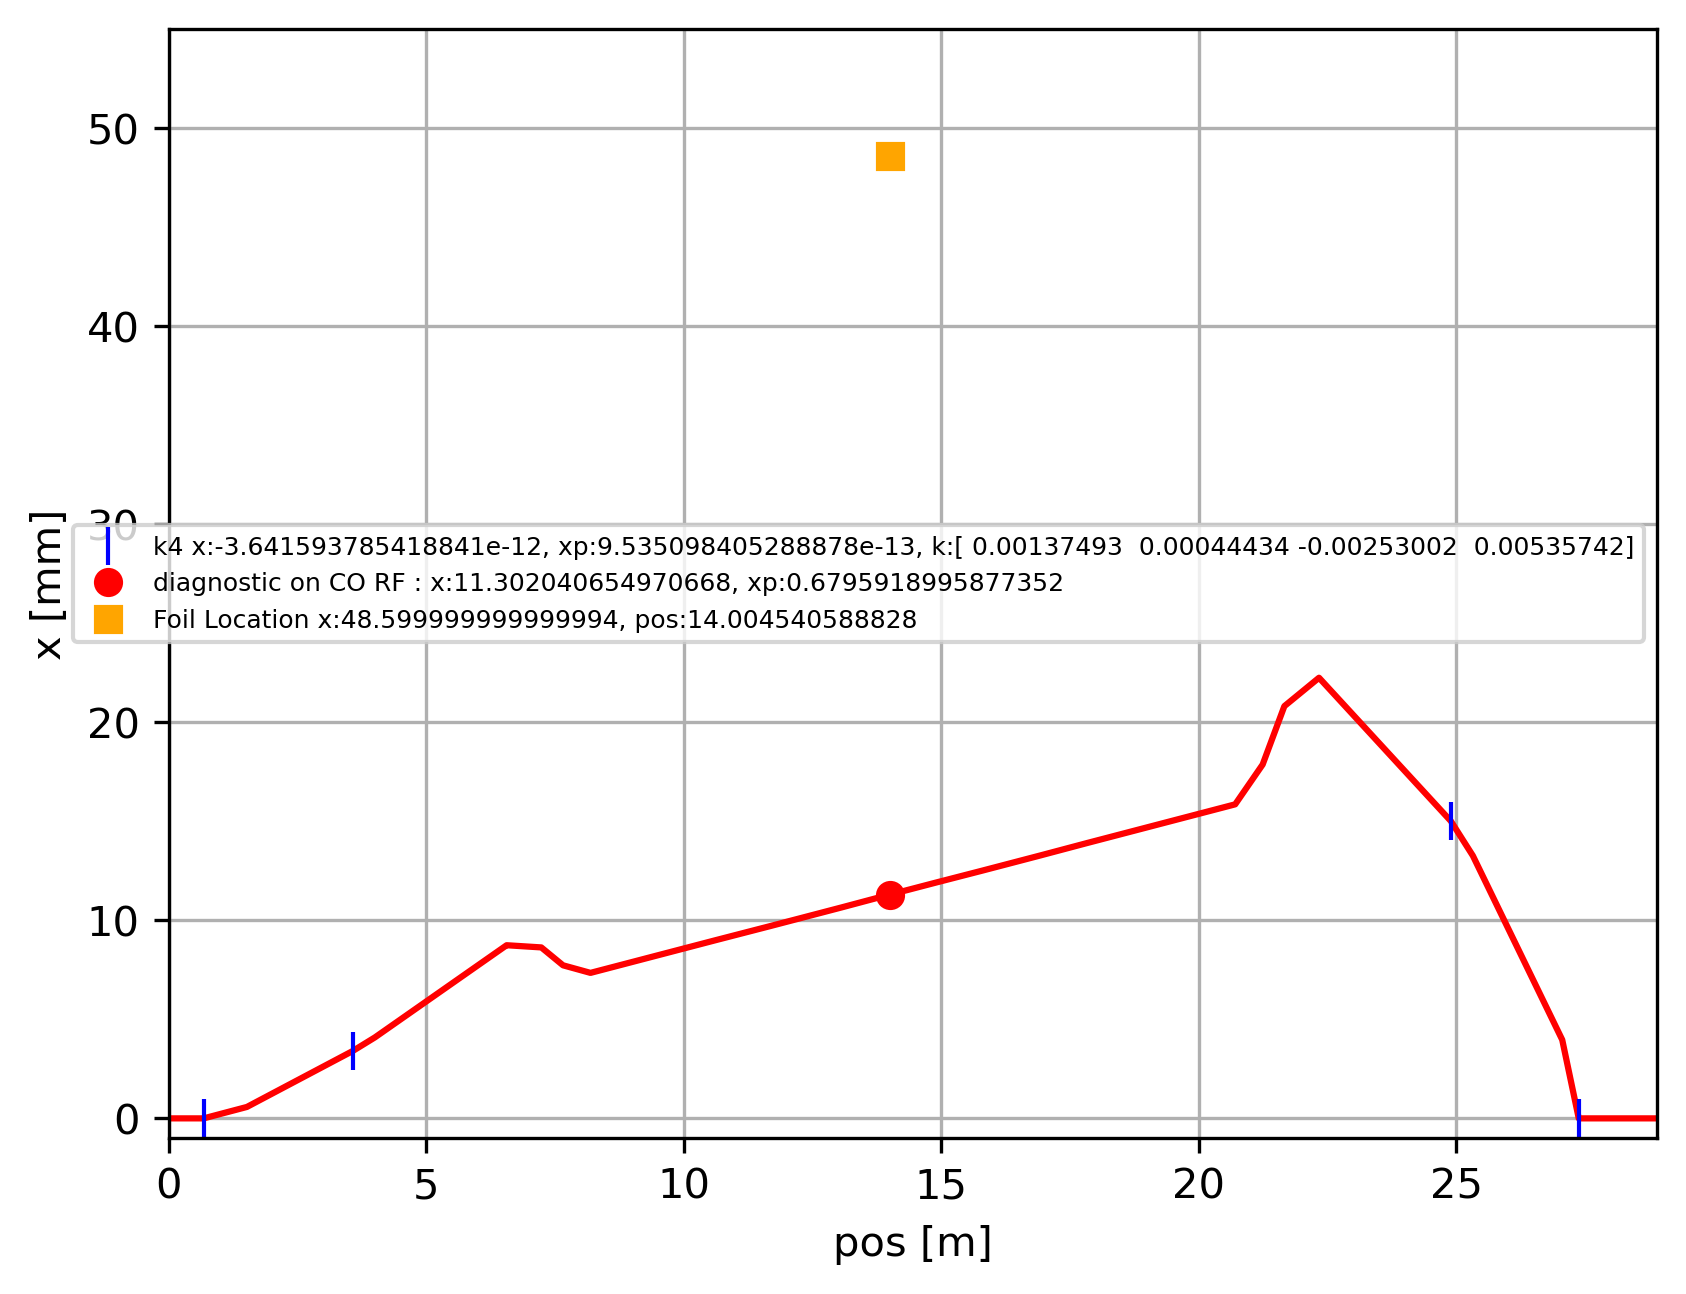 50
40
30
20
10
0
x [mm]
k4 x:-3.641593785418841e-12, xp:9.535098405288878e-13, k:[ 0.00137493  0.00044434 -0.00253002  0.00535742]
diagnostic on CO RF : x:11.302040654970668, xp:0.6795918995877352
Foil Location x:48.599999999999994, pos:14.004540588828
0 5 10 15 20 25
pos [m]